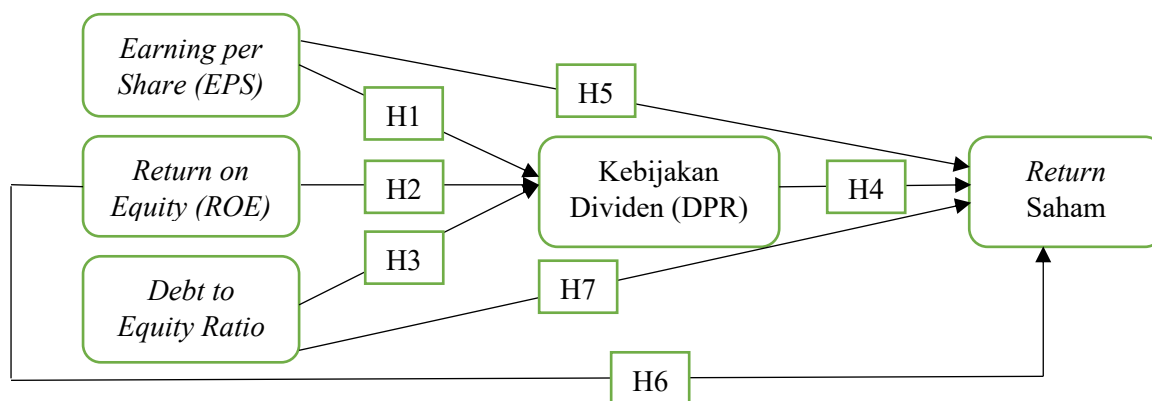 Earning per
Share (EPS)
H5
H1
Return on
Equity (ROE)
H2
Kebijakan
Dividen (DPR)
H4
Return
Saham
H3
Debt to
Equity Ratio
H7
H6